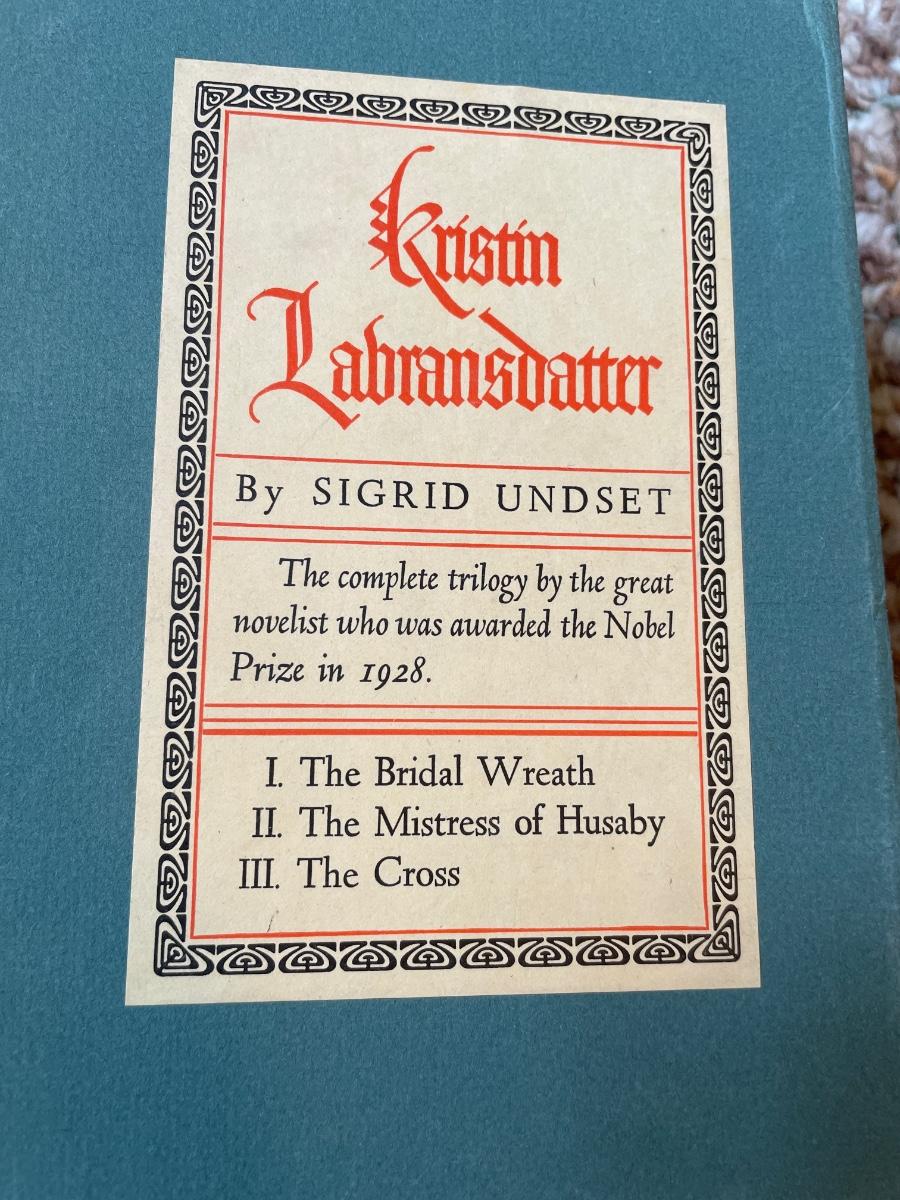 Kristin
Labransdatter
By SIGRID UNDSET
The complete trilogy by the great
novelist who was awarded the Nobel
Prize in 1928.
I. The Bridal Wreath
II. The Mistress of Husaby
III. The Cross